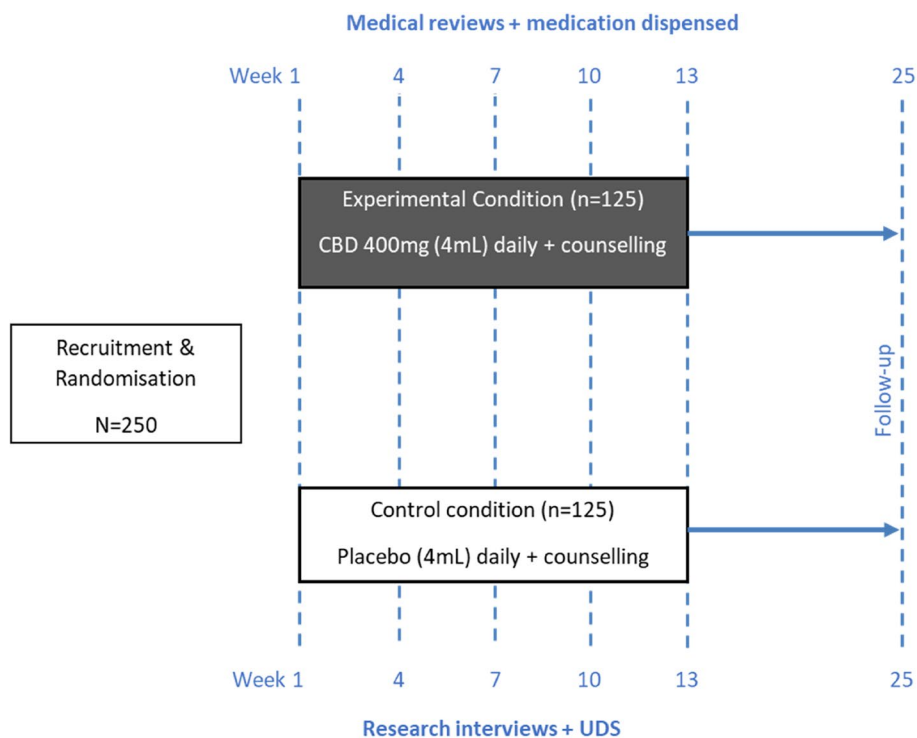 Medical reviews + medication dispensed
Week 1 4 7 10 13 25
Experimental Condition (n=125)
CBD 400mg (4mL) daily + counselling
Recruitment &
Randomisation
N=250
Follow-up
Control condition (n=125)
Placebo (4mL) daily + counselling
Week 1 4 7 10 13 25
Research interviews + UDS